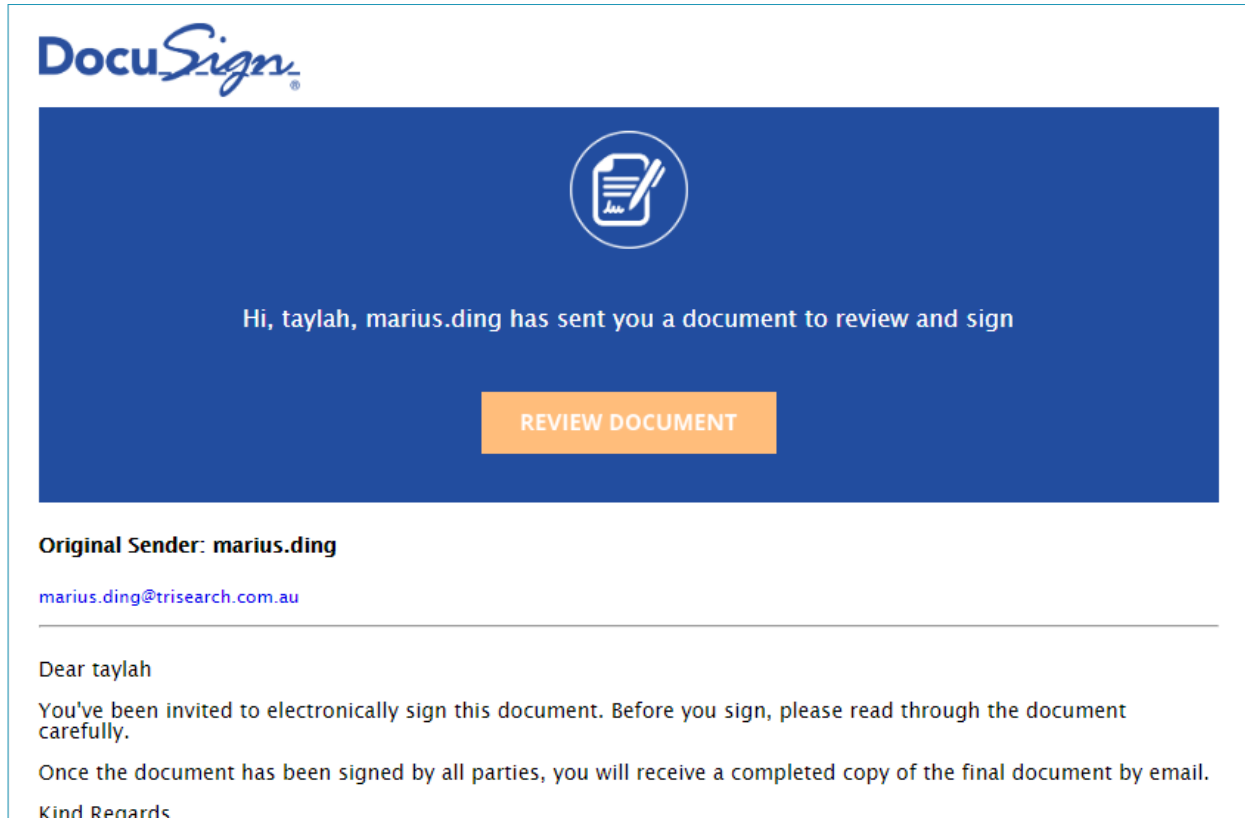 DocuSign®
Hi, taylah, marius.ding has sent you a document to review and sign
REVIEW DOCUMENT
Original Sender: marius.ding
marius.ding@trisearch.com.au
Dear taylah
You've been invited to electronically sign this document. Before you sign, please read through the document
carefully.
Once the document has been signed by all parties, you will receive a completed copy of the final document by email.
Kind Regards